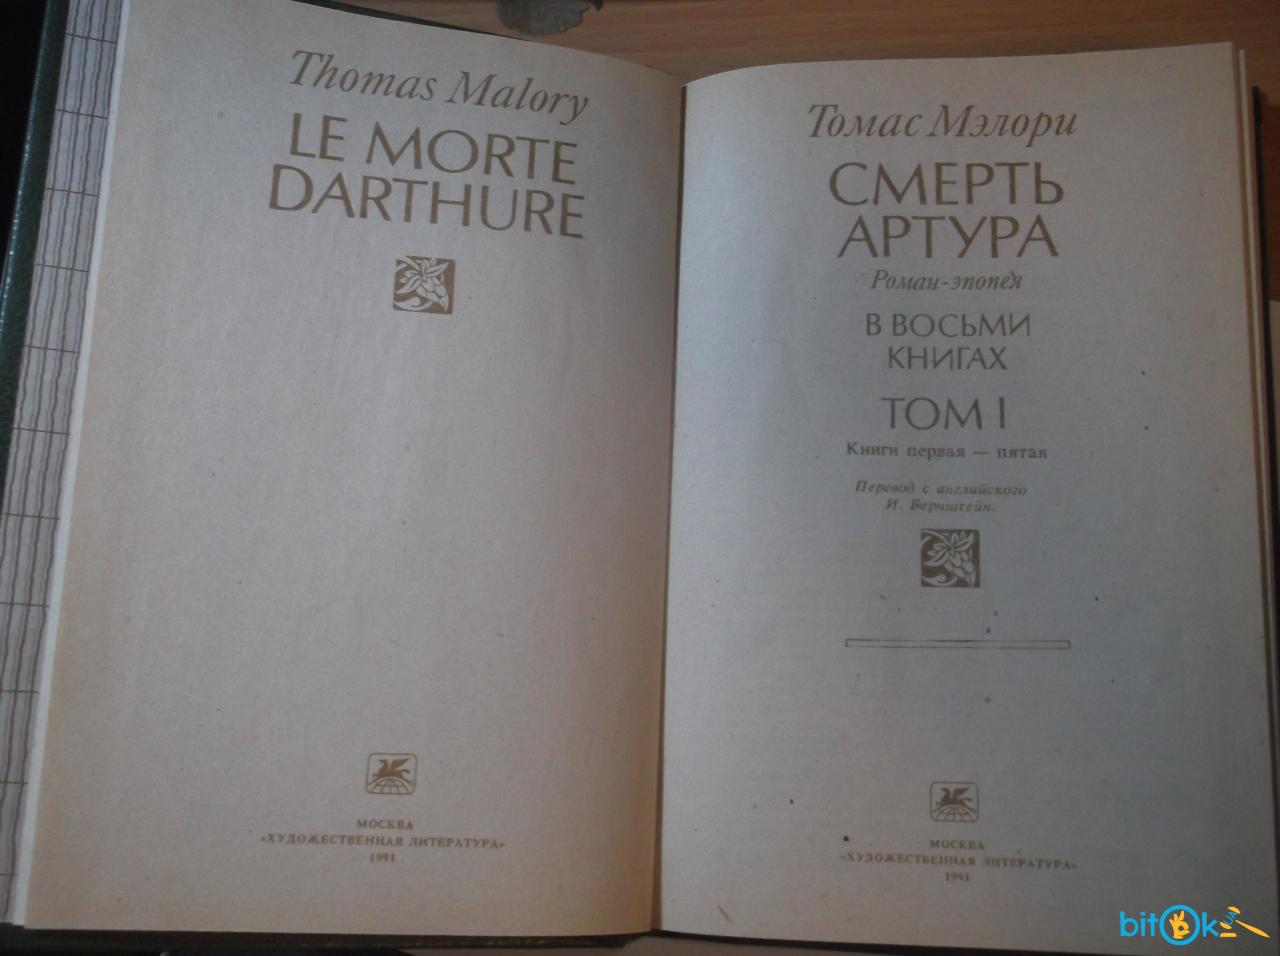 Thomas Malory
LE MORTE
DARTHURE
МОСКВА
«ХУДОЖЕСТВЕННАЯ ЛИТЕРАТУРА»
1991
Томас Мэлори
СМЕРТЬ
АРТУРА
Роман-эпопея
В ВОСЬМИ
КНИГАХ
ТОМ I
Книги первая — пятая
Перевод с английского
И. Бернштейн.
МОСКВА
«ХУДОЖЕСТВЕННАЯ ЛИТЕРАТУРА»
1991
bitOk UA